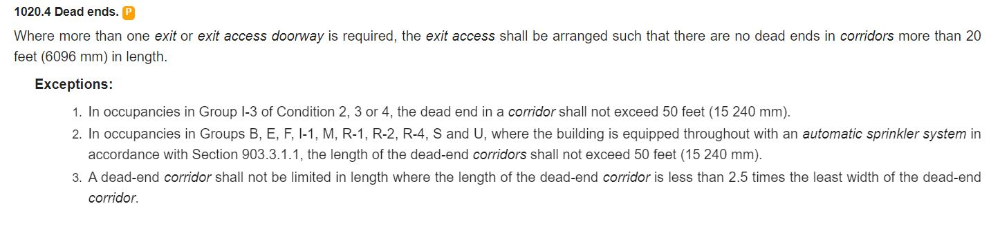 1020.4 Dead ends. P
Where more than one exit or exit access doorway is required, the exit access shall be arranged such that there are no dead ends in corridors more than 20
feet (6096 mm) in length.
Exceptions:
1. In occupancies in Group I-3 of Condition 2, 3 or 4, the dead end in a corridor shall not exceed 50 feet (15 240 mm).
2. In occupancies in Groups B, E, F, I-1, M, R-1, R-2, R-4, S and U, where the building is equipped throughout with an automatic sprinkler system in
accordance with Section 903.3.1.1, the length of the dead-end corridors shall not exceed 50 feet (15 240 mm).
3. A dead-end corridor shall not be limited in length where the length of the dead-end corridor is less than 2.5 times the least width of the dead-end
corridor.